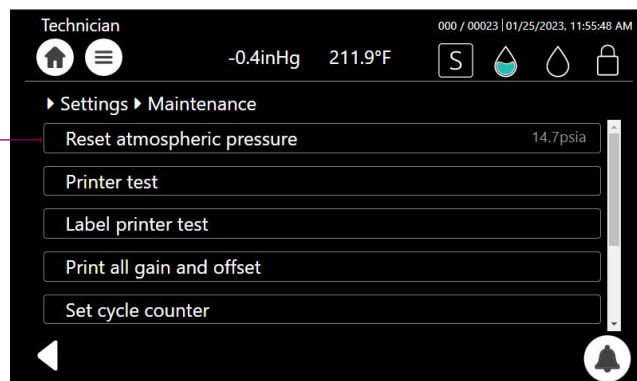 Technician
000 / 00023 | 01/25/2023, 11:55:48 AM
-0.4inHg 211.9°F S
Settings Maintenance
Reset atmospheric pressure 14.7psia
Printer test
Label printer test
Print all gain and offset
Set cycle counter